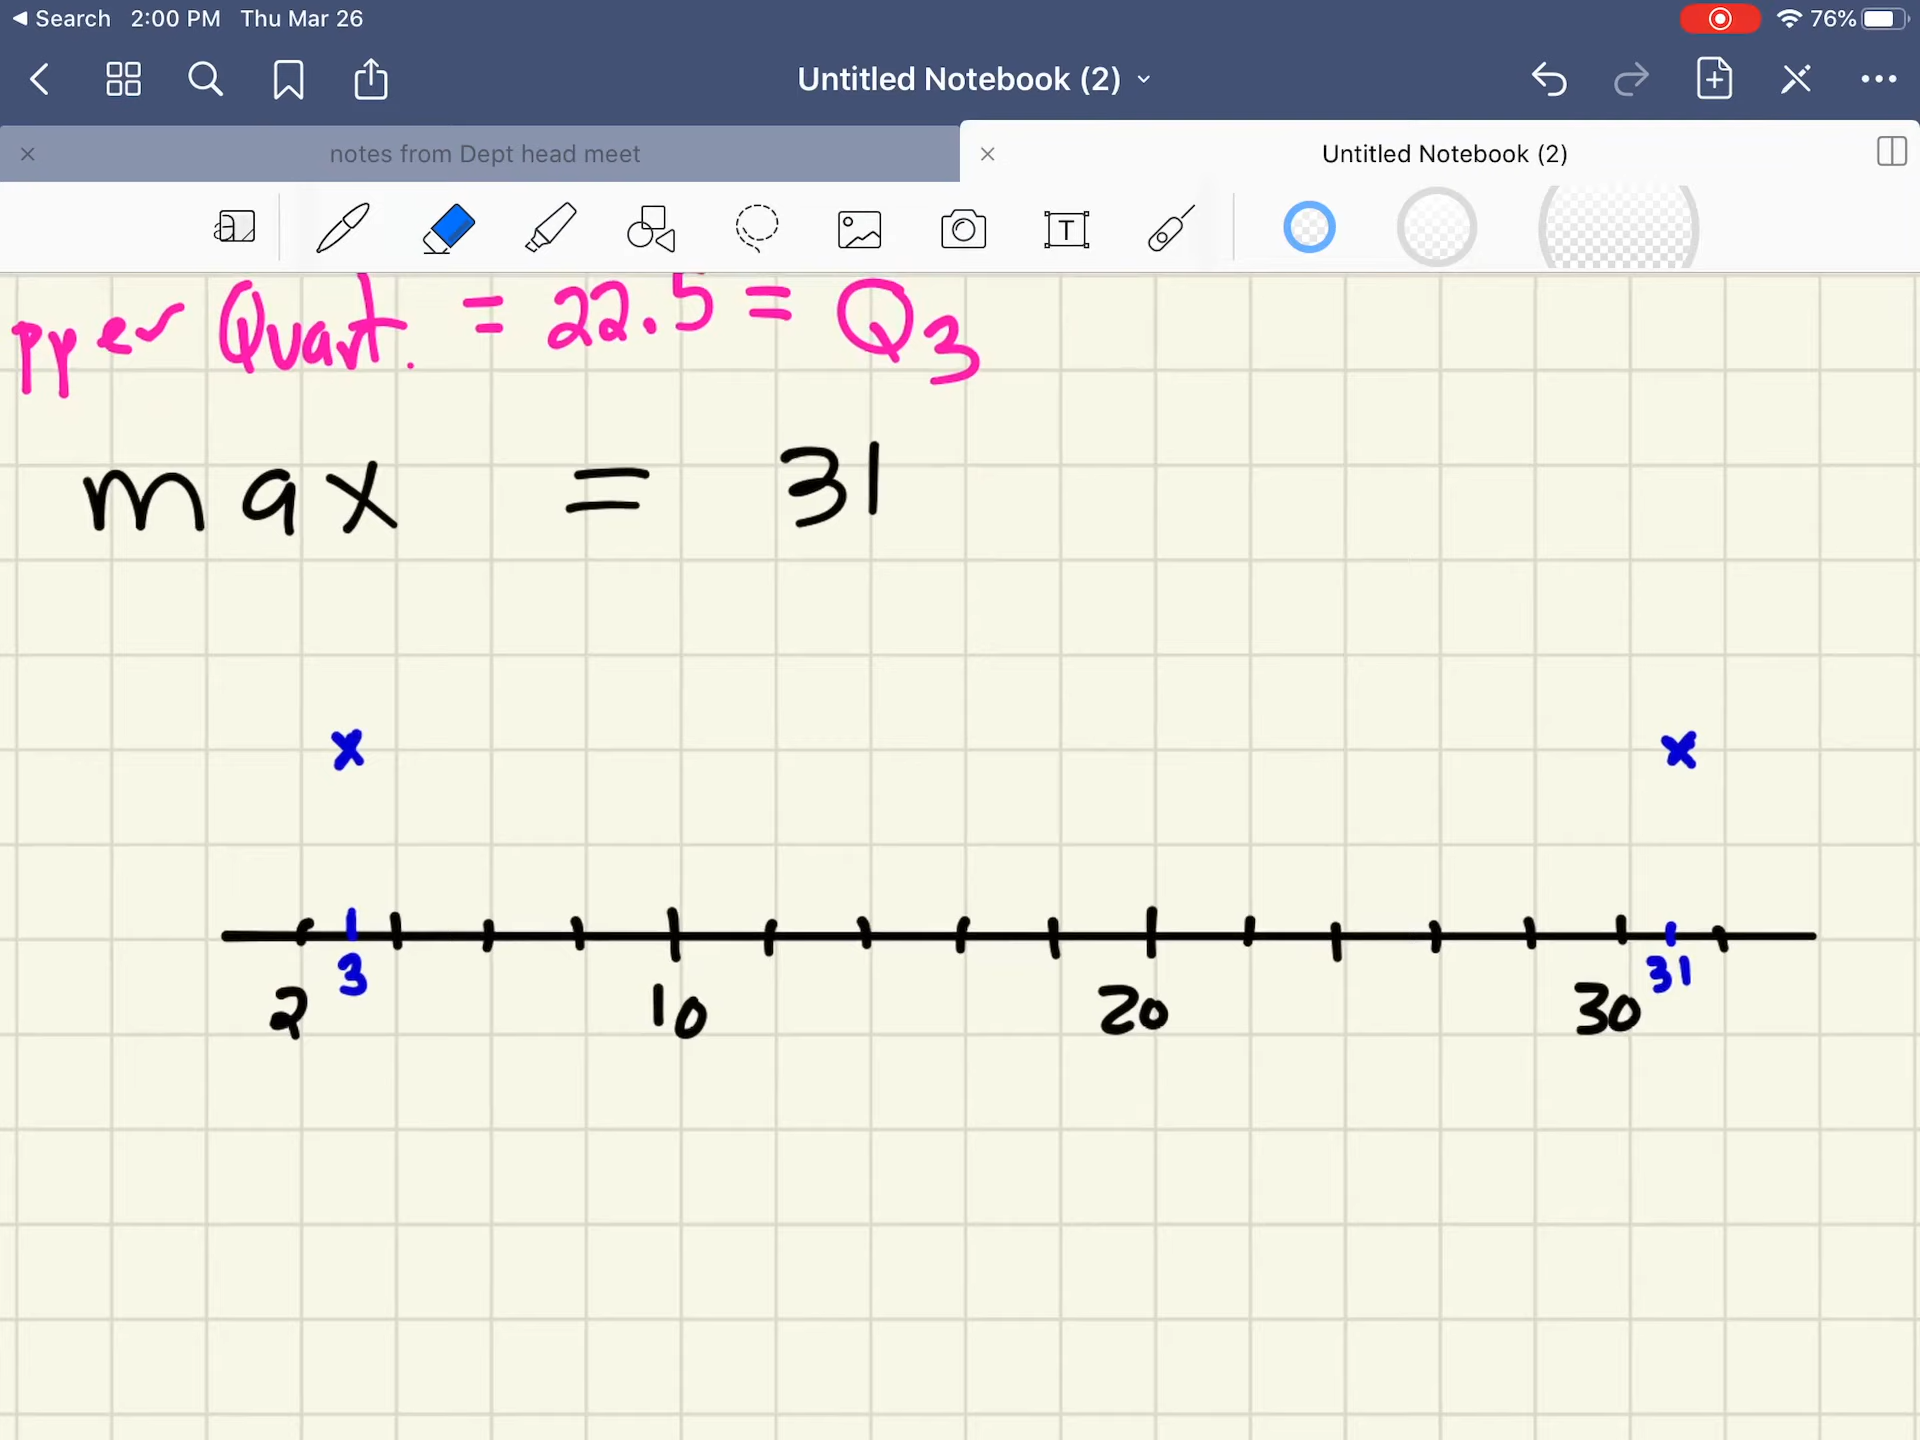 Search 2:00 PM Thu Mar 26 76%
Untitled Notebook (2)
notes from Dept head meet Untitled Notebook (2)
a T
pper Quart. = 22.5 = Q3
max = 31
x x
3 31
2 10 20 30